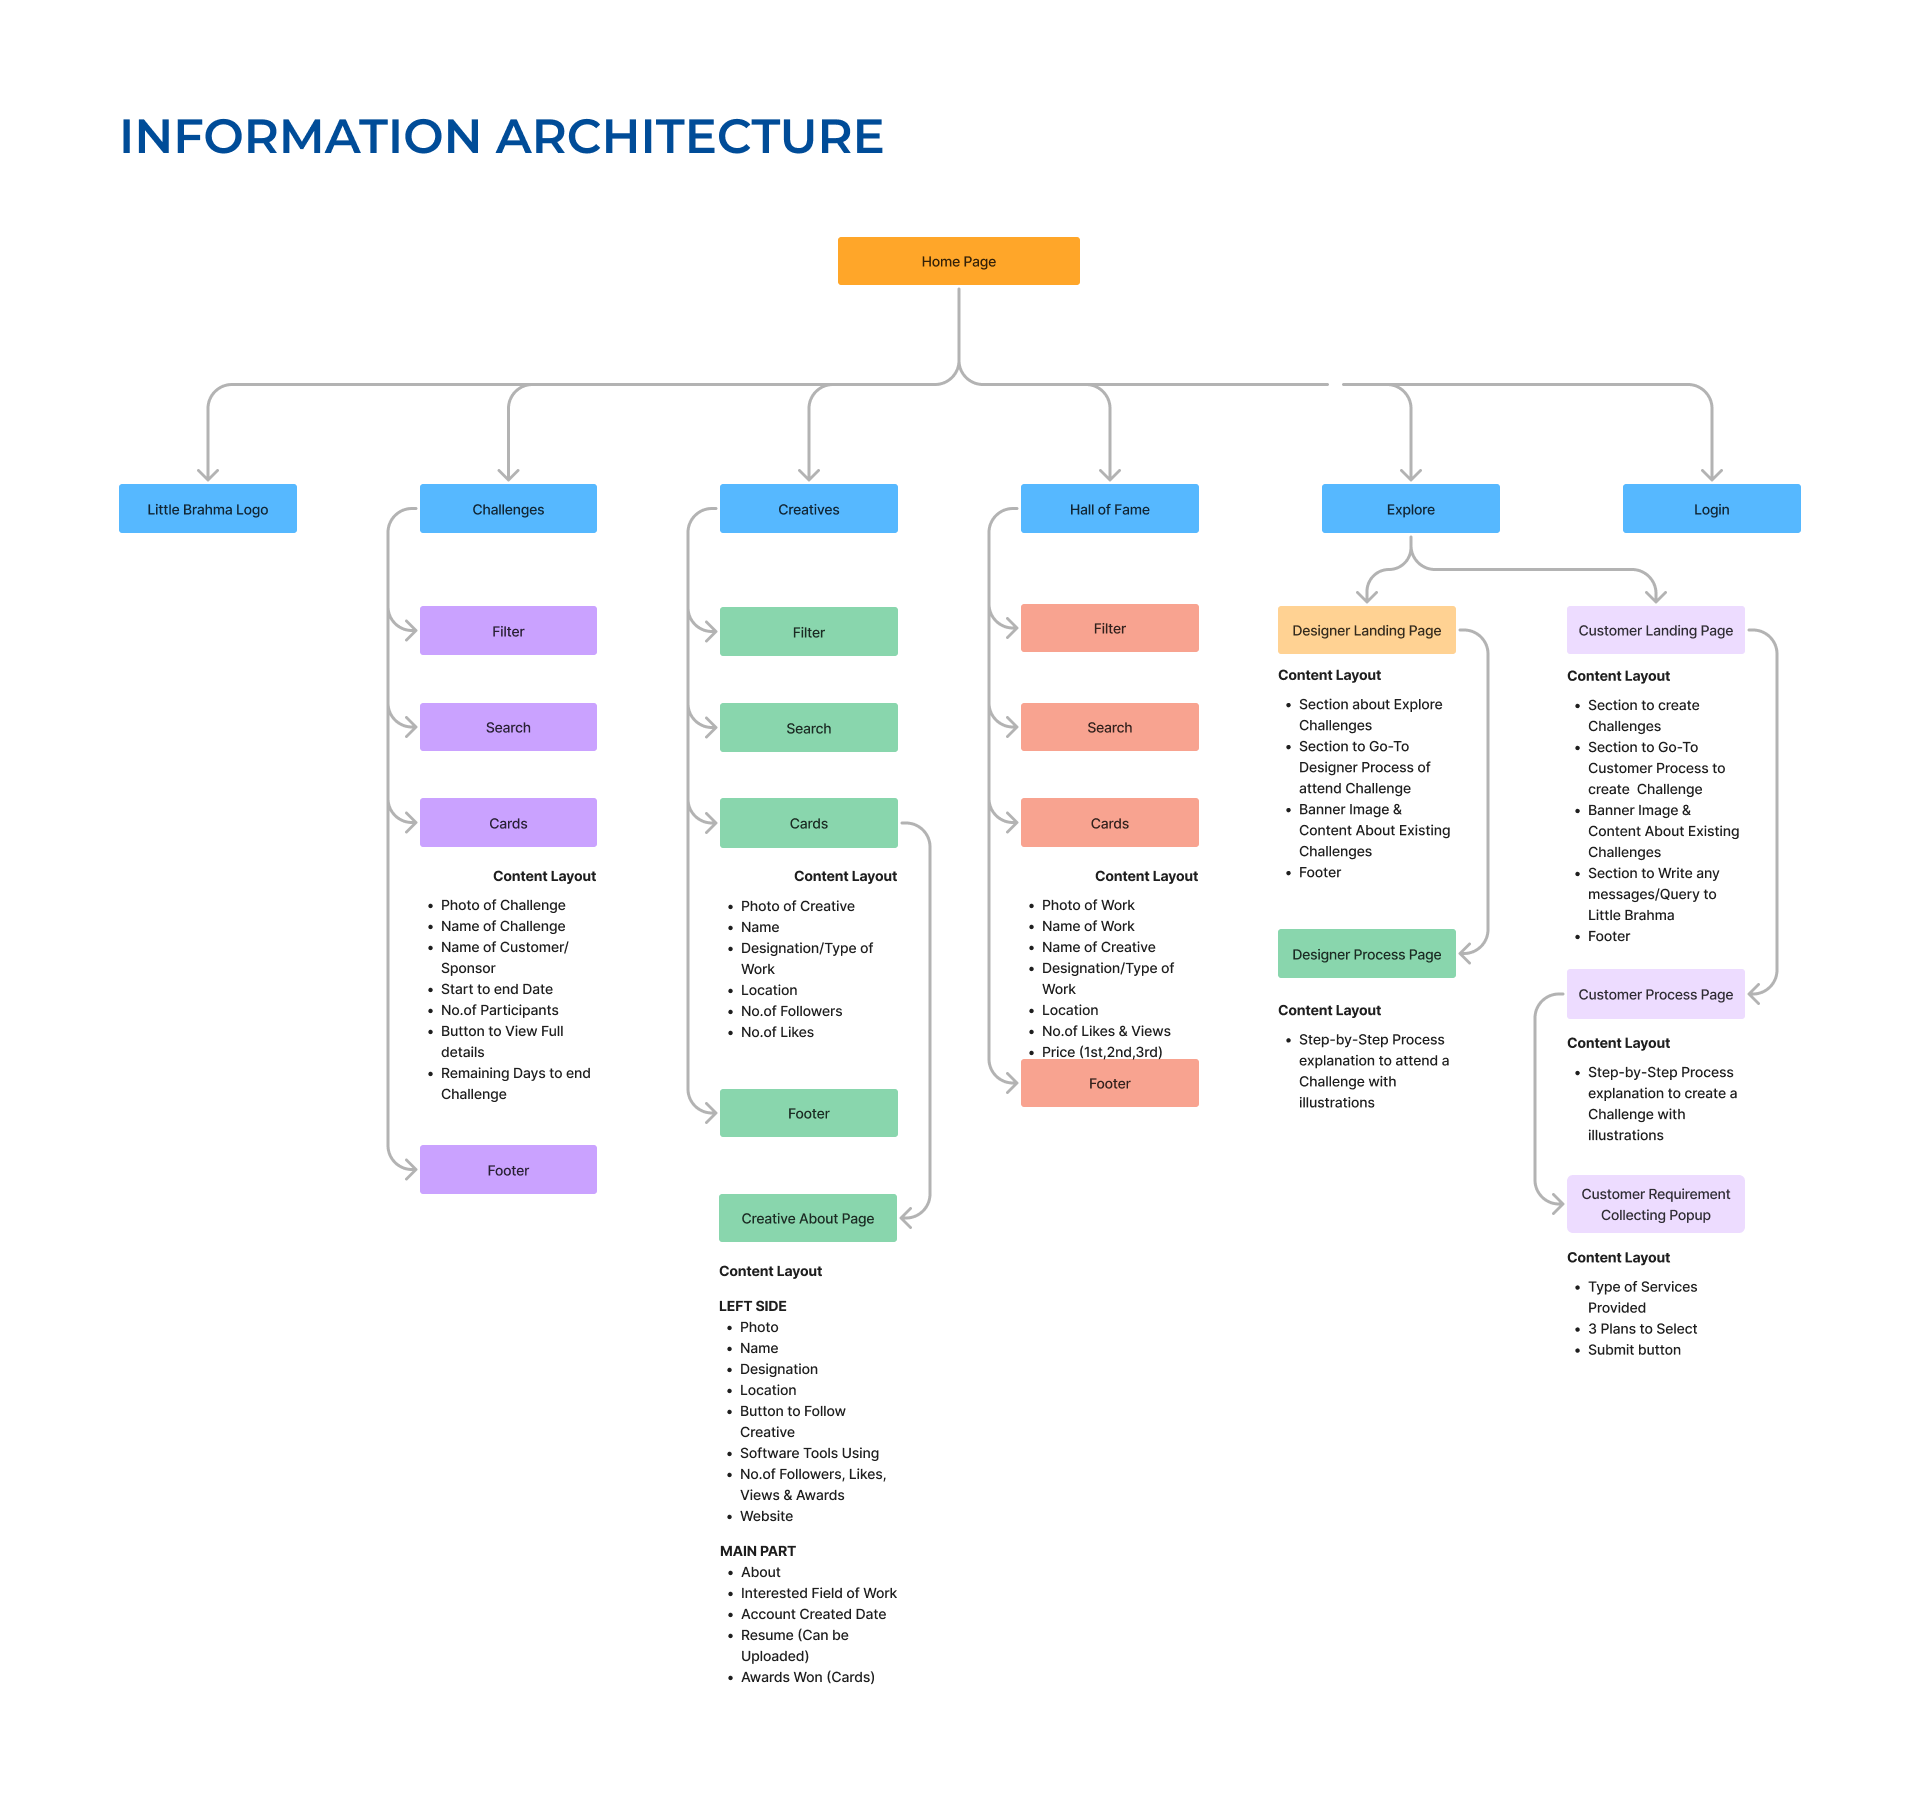 INFORMATION ARCHITECTURE
Home Page
Little Brahma Logo
Challenges
Creatives
Hall of Fame
Explore
Login
Filter
Search
Cards
Content Layout
• Photo of Challenge
• Name of Challenge
• Name of Customer/
Sponsor
• Start to end Date
• No.of Participants
• Button to View Full
details
• Remaining Days to end
Challenge
Footer
Filter
Search
Cards
Content Layout
• Photo of Creative
• Name
• Designation/Type of
Work
• Location
• No.of Followers
• No.of Likes
Footer
Creative About Page
Content Layout
LEFT SIDE
• Photo
• Name
• Designation
• Location
• Button to Follow
Creative
• Software Tools Using
• No.of Followers, Likes,
Views & Awards
• Website
MAIN PART
• About
• Interested Field of Work
• Account Created Date
• Resume (Can be
Uploaded)
• Awards Won (Cards)
Filter
Search
Cards
Content Layout
• Photo of Work
• Name of Work
• Name of Creative
• Designation/Type of
Work
• Location
• No.of Likes & Views
• Price (1st,2nd,3rd)
Footer
Designer Landing Page
Content Layout
• Section about Explore
Challenges
• Section to Go-To
Designer Process of
attend Challenge
• Banner Image &
Content About Existing
Challenges
• Footer
Designer Process Page
Content Layout
• Step-by-Step Process
explanation to attend a
Challenge with
illustrations
Customer Landing Page
Content Layout
• Section to create
Challenges
• Section to Go-To
Customer Process to
create  Challenge
• Banner Image &
Content About Existing
Challenges
• Section to Write any
messages/Query to
Little Brahma
• Footer
Customer Process Page
Content Layout
• Step-by-Step Process
explanation to create a
Challenge with
illustrations
Customer Requirement
Collecting Popup
Content Layout
• Type of Services
Provided
• 3 Plans to Select
• Submit button